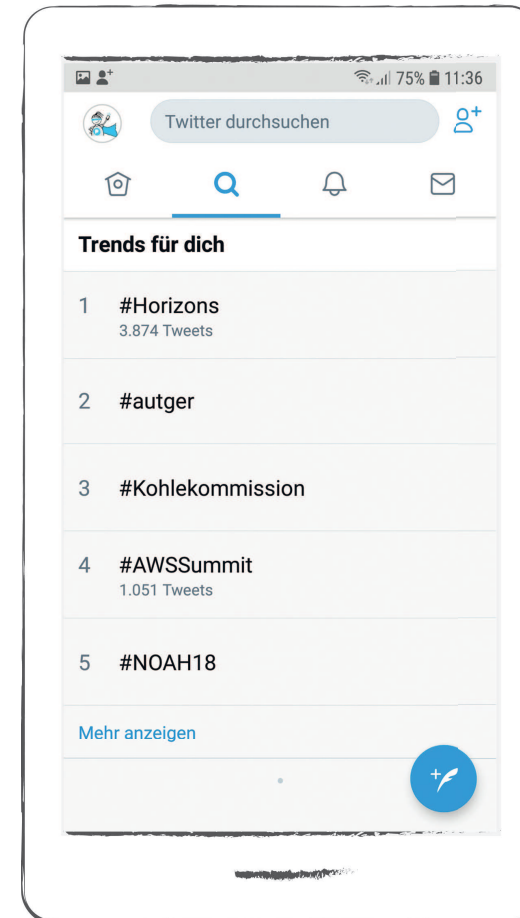 75% 11:36
Twitter durchsuchen
Trends für dich
1 #Horizons
3.874 Tweets
2 #autger
3 #Kohlekommission
4 #AWSSummit
1.051 Tweets
5 #NOAH18
Mehr anzeigen